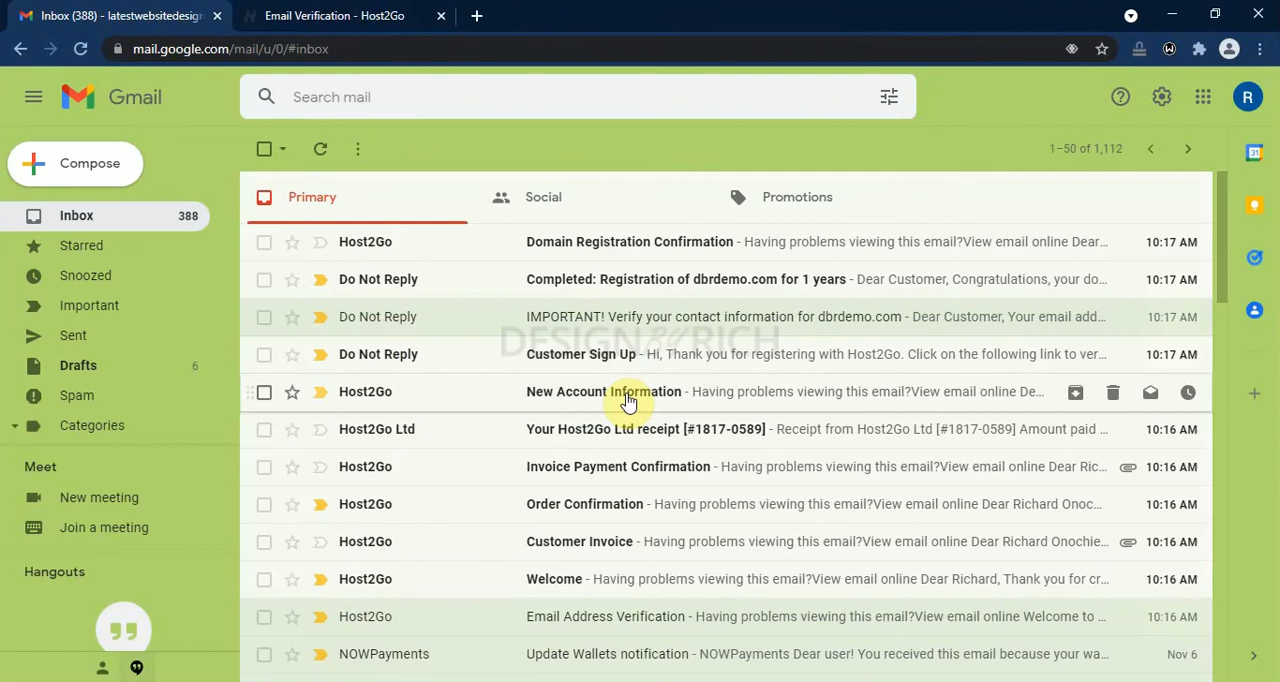 Inbox (388) - latestwebsitedesign
Email Verification - Host2Go
mail.google.com/mail/u/0/#inbox
Gmail
Search mail
R
Compose
1–50 of 1,112
31
Primary
Social
Promotions
Inbox 388
Host2Go Domain Registration Confirmation - Having problems viewing this email?View email online Dear... 10:17 AM
Starred
Snoozed
Do Not Reply Completed: Registration of dbrdemo.com for 1 years - Dear Customer, Congratulations, your do... 10:17 AM
Important
Do Not Reply IMPORTANT! Verify your contact information for dbrdemo.com - Dear Customer, Your email add... 10:17 AM
Sent
DESIGN BY RICH
Do Not Reply Customer Sign Up - Hi, Thank you for registering with Host2Go. Click on the following link to ver... 10:17 AM
Drafts 6
Spam
Host2Go New Account Information - Having problems viewing this email?View email online De...
Categories
Host2Go Ltd Your Host2Go Ltd receipt [#1817-0589] - Receipt from Host2Go Ltd [#1817-0589] Amount paid ... 10:16 AM
Meet
Host2Go Invoice Payment Confirmation - Having problems viewing this email?View email online Dear Ric... 10:16 AM
New meeting
Host2Go Order Confirmation - Having problems viewing this email?View email online Dear Richard Onoc... 10:16 AM
Join a meeting
Host2Go Customer Invoice - Having problems viewing this email?View email online Dear Richard Onochie... 10:16 AM
Hangouts
Host2Go Welcome - Having problems viewing this email?View email online Dear Richard, Thank you for cr... 10:16 AM
Host2Go Email Address Verification - Having problems viewing this email?View email online Welcome to ... 10:16 AM
NOWPayments Update Wallets notification - NOWPayments Dear user! You received this email because your wa... Nov 6